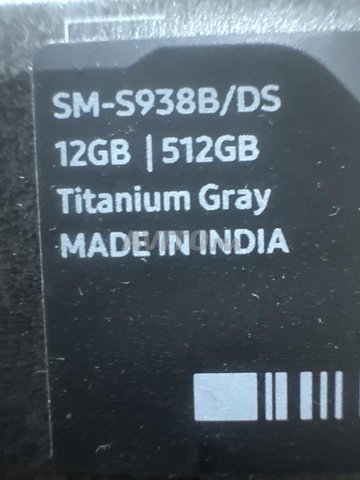 SM-S938B/DS
12GB | 512GB
Titanium Gray
MADE IN INDIA